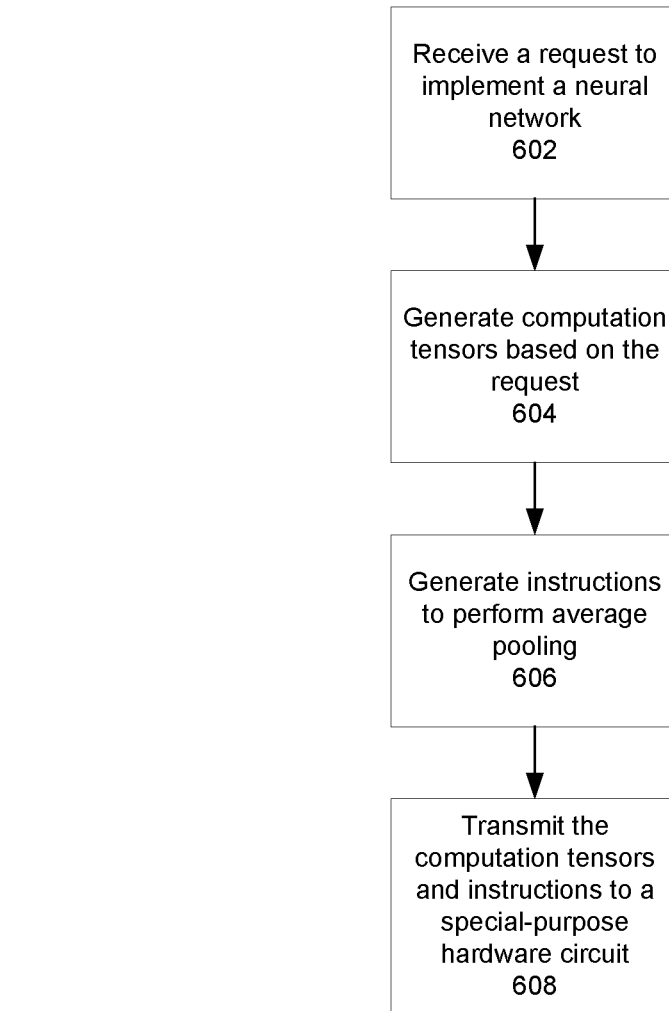 Receive a request to
implement a neural
network
602
Generate computation
tensors based on the
request
604
Generate instructions
to perform average
pooling
606
Transmit the
computation tensors
and instructions to a
special-purpose
hardware circuit
608